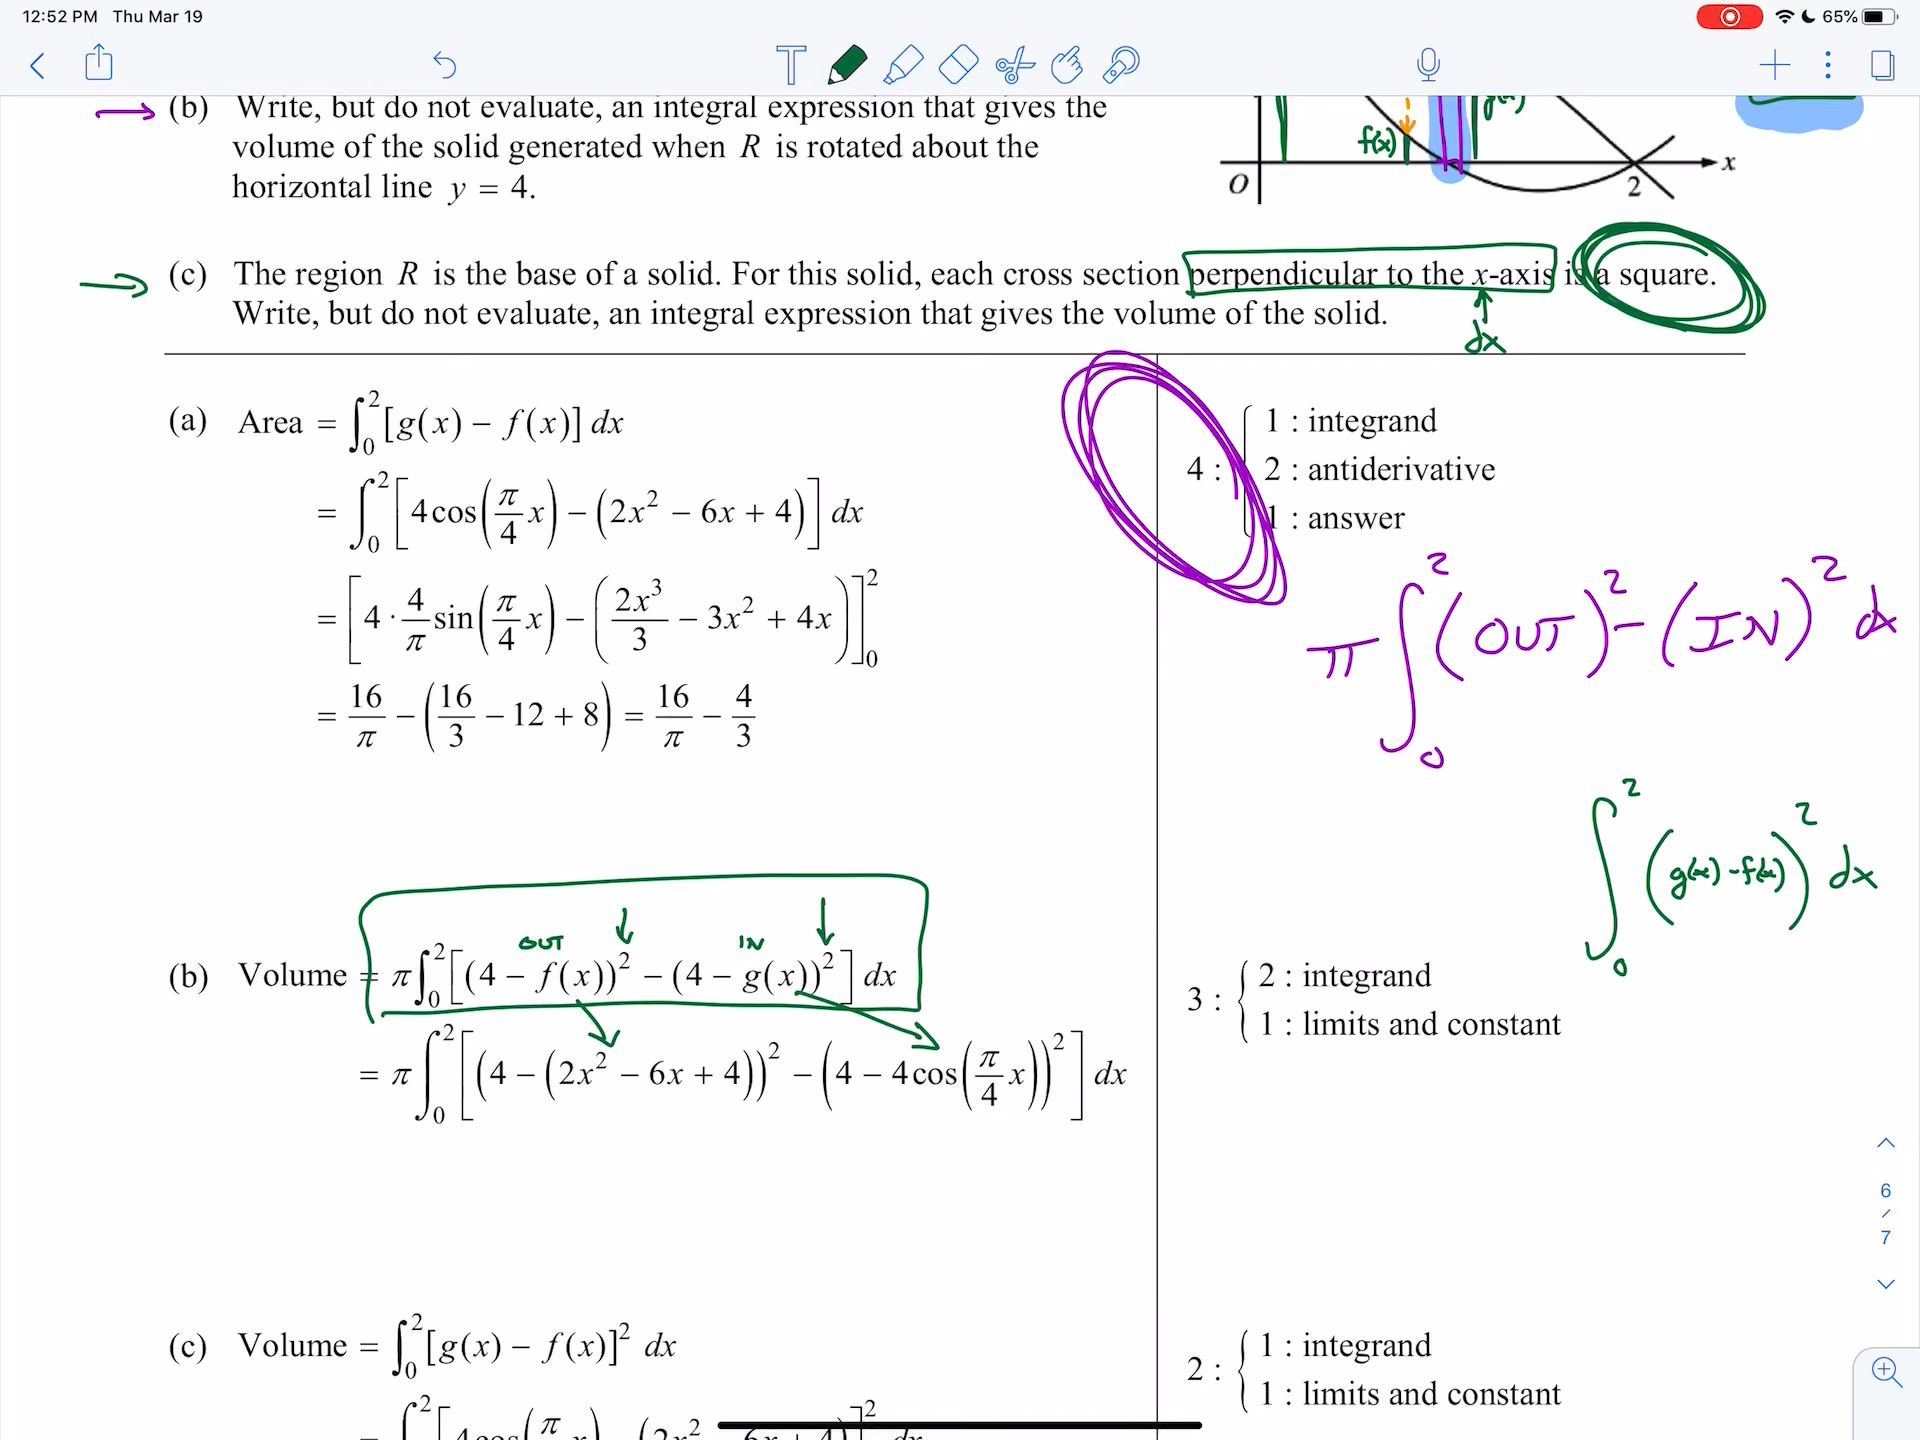 12:52 PM Thu Mar 19
65%
(b) Write, but do not evaluate, an integral expression that gives the
volume of the solid generated when R is rotated about the
horizontal line y = 4.
f(x)
g(x)
O
2
x
(c) The region R is the base of a solid. For this solid, each cross section perpendicular to the x-axis is a square.
Write, but do not evaluate, an integral expression that gives the volume of the solid.
dx
(a) Area = ∫₀² [g(x) − f(x)] dx
= ∫₀² [4cos(π/4 x) − (2x² − 6x + 4)] dx
= [4 · 4/π sin(π/4 x) − (2x³/3 − 3x² + 4x)]₀²
= 16/π − (16/3 − 12 + 8) = 16/π − 4/3
4 : { 1 : integrand
2 : antiderivative
1 : answer
π ∫₀² (OUT)² − (IN)² dx
∫₀² (g(x) − f(x))² dx
OUT IN
(b) Volume = π∫₀² [(4 − f(x))² − (4 − g(x))²] dx
= π ∫₀² [(4 − (2x² − 6x + 4))² − (4 − 4cos(π/4 x))²] dx
3 : { 2 : integrand
1 : limits and constant
6
/
7
(c) Volume = ∫₀² [g(x) − f(x)]² dx
2 : { 1 : integrand
1 : limits and constant